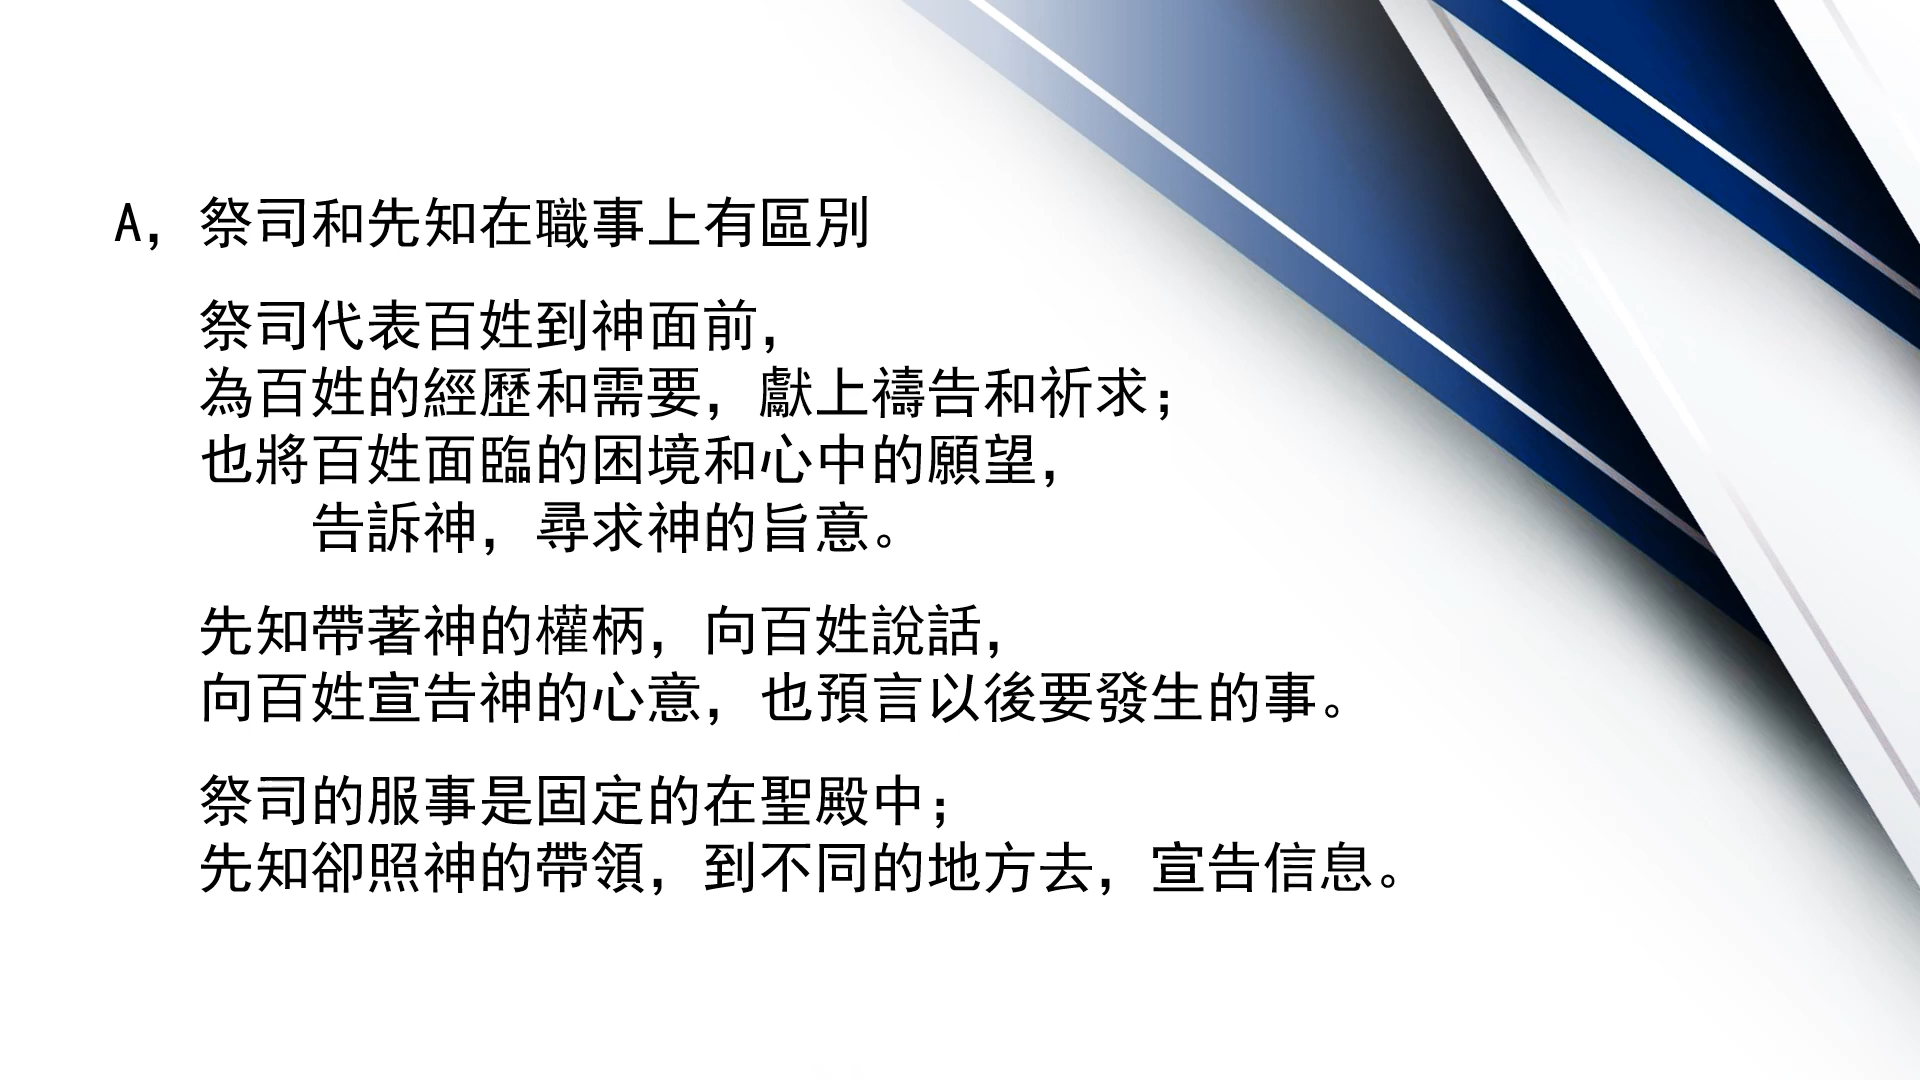 A，祭司和先知在職事上有區別
祭司代表百姓到神面前，
為百姓的經歷和需要，獻上禱告和祈求；
也將百姓面臨的困境和心中的願望，
告訴神，尋求神的旨意。
先知帶著神的權柄，向百姓說話，
向百姓宣告神的心意，也預言以後要發生的事。
祭司的服事是固定的在聖殿中；
先知卻照神的帶領，到不同的地方去，宣告信息。